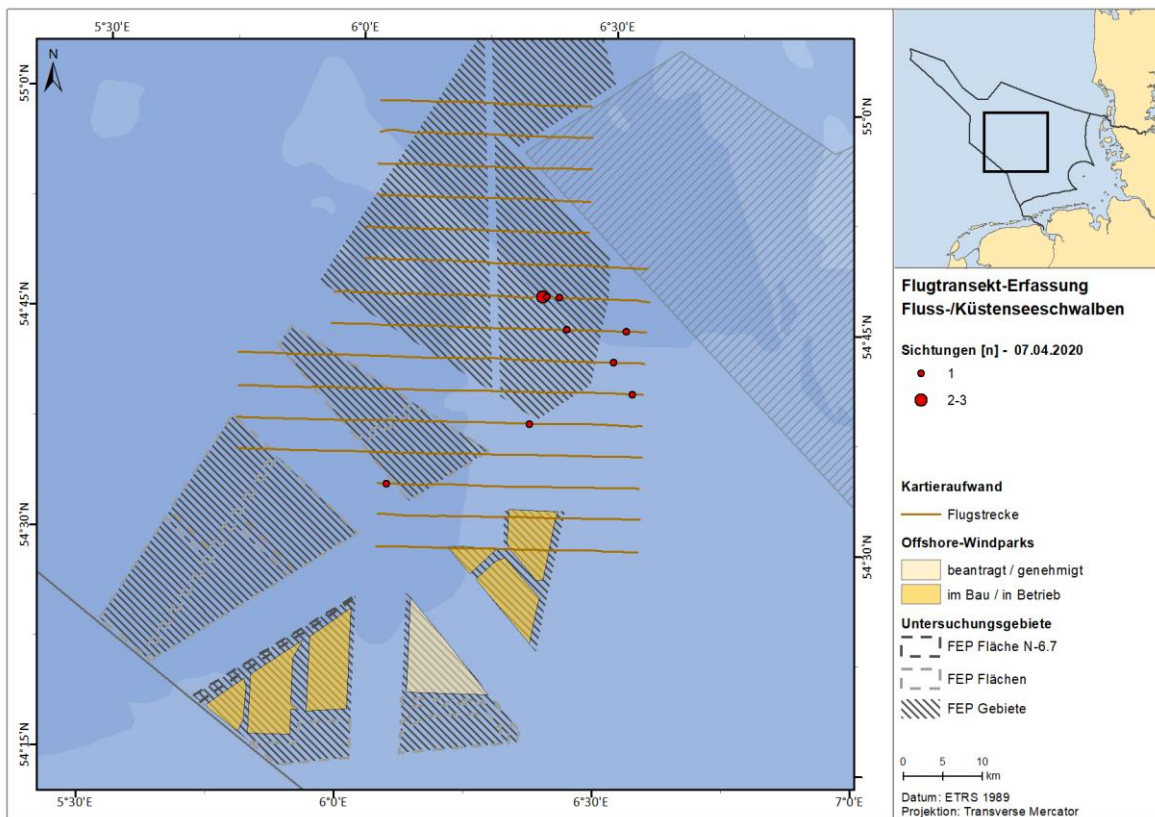 5°30'E
6°0'E
6°30'E
N
55°0'N
54°45'N
54°30'N
54°15'N
55°0'N
54°45'N
54°30'N
5°30'E
6°0'E
6°30'E
7°0'E
Flugtransekt-Erfassung
Fluss-/Küstenseeschwalben
Sichtungen [n] - 07.04.2020
1
2-3
Kartieraufwand
Flugstrecke
Offshore-Windparks
beantragt / genehmigt
im Bau / in Betrieb
Untersuchungsgebiete
FEP Fläche N-6.7
FEP Flächen
FEP Gebiete
0 5 10
km
Datum: ETRS 1989
Projektion: Transverse Mercator